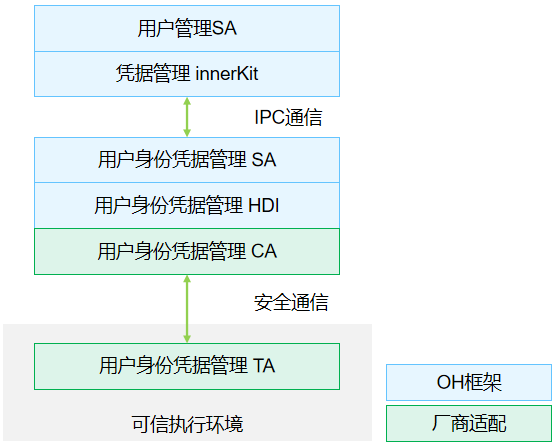 用户管理SA
凭据管理 innerKit
IPC通信
用户身份凭据管理 SA
用户身份凭据管理 HDI
用户身份凭据管理 CA
安全通信
用户身份凭据管理 TA
可信执行环境
OH框架
厂商适配